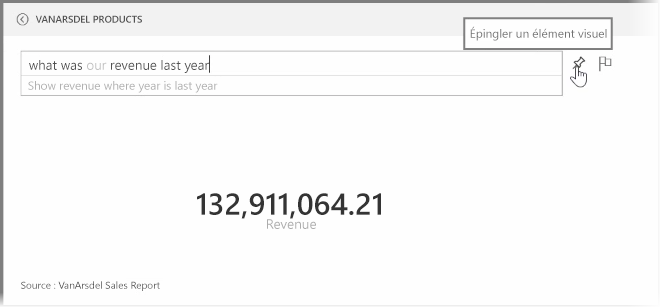 VANARSDEL PRODUCTS
Épingler un élément visuel
what was our revenue last year
Show revenue where year is last year
132,911,064.21
Revenue
Source : VanArsdel Sales Report